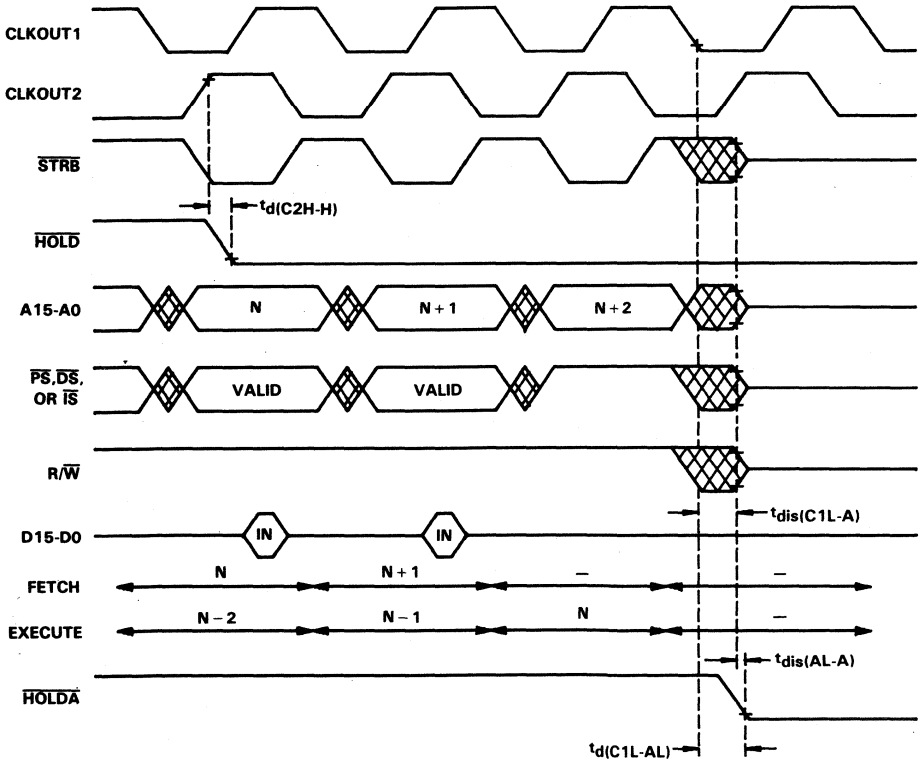 CLKOUT1
CLKOUT2
STRB
td(C2H-H)
HOLD
A15-A0 N N + 1 N + 2
PS, DS,
OR IS VALID VALID
R/W
tdis(C1L-A)
D15-D0 IN IN
N N + 1 — —
FETCH
N − 2 N − 1 N —
EXECUTE
tdis(AL-A)
HOLDA
td(C1L-AL)